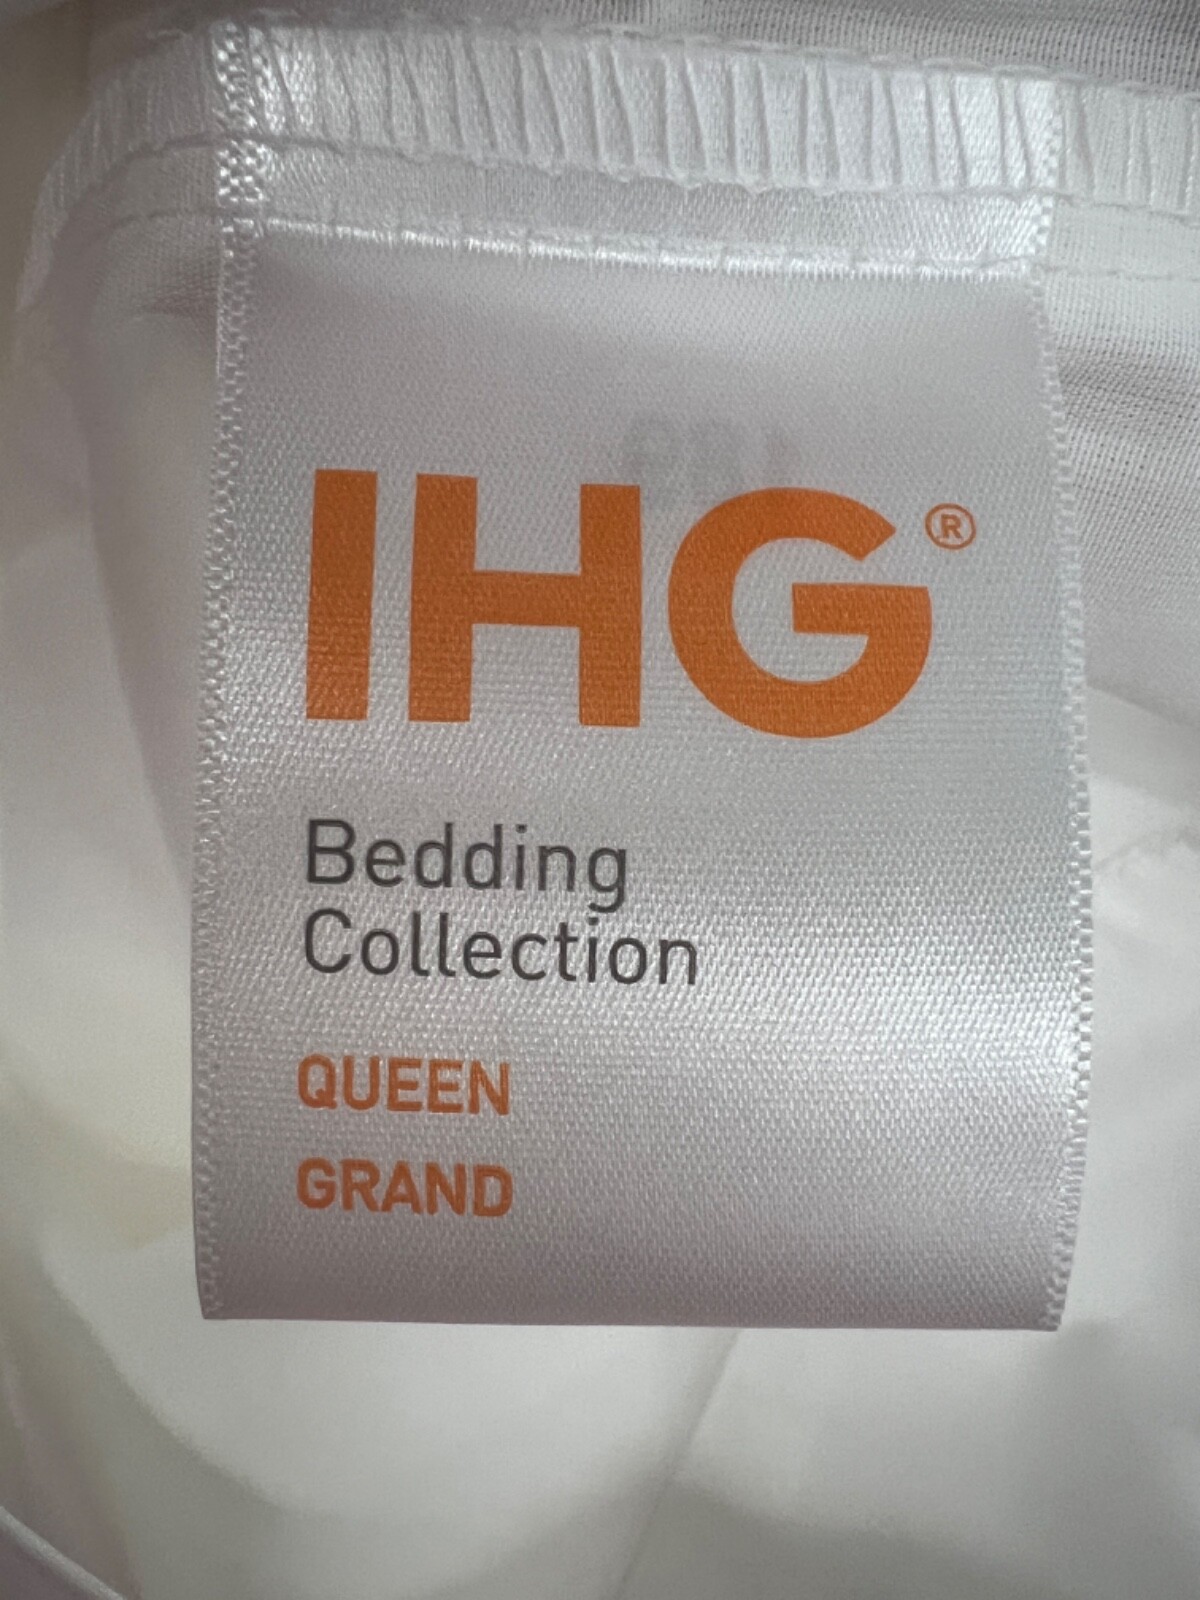 IHG®
Bedding
Collection
QUEEN
GRAND